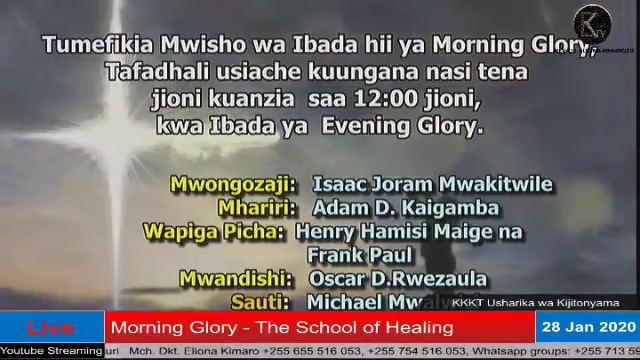 Tumefikia Mwisho wa Ibada hii ya Morning Glory,
Tafadhali usiache kuungana nasi tena
jioni kuanzia saa 12:00 jioni,
kwa Ibada ya Evening Glory.
Mwongozaji: Isaac Joram Mwakitwile
Mhariri: Adam D. Kaigamba
Wapiga Picha: Henry Hamisi Maige na
Frank Paul
Mwandishi: Oscar D.Rwezaula
Sauti: Michael
KKKT Usharika wa Kijitonyama
Live Morning Glory - The School of Healing 28 Jan 2020
Youtube Streaming uri Mch. Dkt. Eliona Kimaro +255 655 516 053, +255 754 516 053, Whatsapp groups: +255 713 5